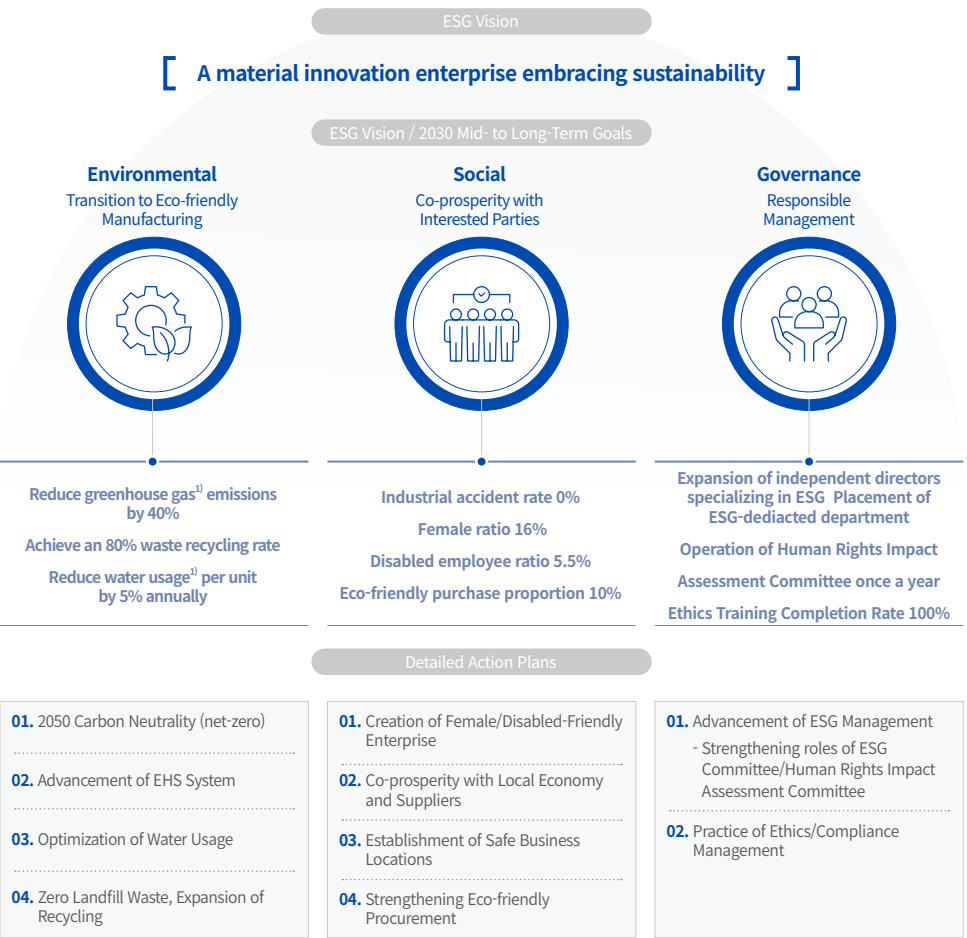 ESG Vision
A material innovation enterprise embracing sustainability
ESG Vision / 2030 Mid- to Long-Term Goals
Environmental
Transition to Eco-friendly
Manufacturing
Social
Co-prosperity with
Interested Parties
Governance
Responsible
Management
Reduce greenhouse gas1) emissions
by 40%
Achieve an 80% waste recycling rate
Reduce water usage1) per unit
by 5% annually
Industrial accident rate 0%
Female ratio 16%
Disabled employee ratio 5.5%
Eco-friendly purchase proportion 10%
Expansion of independent directors
specializing in ESG Placement of
ESG-dediacted department
Operation of Human Rights Impact
Assessment Committee once a year
Ethics Training Completion Rate 100%
Detailed Action Plans
01. 2050 Carbon Neutrality (net-zero)
02. Advancement of EHS System
03. Optimization of Water Usage
04. Zero Landfill Waste, Expansion of
Recycling
01. Creation of Female/Disabled-Friendly
Enterprise
02. Co-prosperity with Local Economy
and Suppliers
03. Establishment of Safe Business
Locations
04. Strengthening Eco-friendly
Procurement
01. Advancement of ESG Management
- Strengthening roles of ESG
Committee/Human Rights Impact
Assessment Committee
02. Practice of Ethics/Compliance
Management